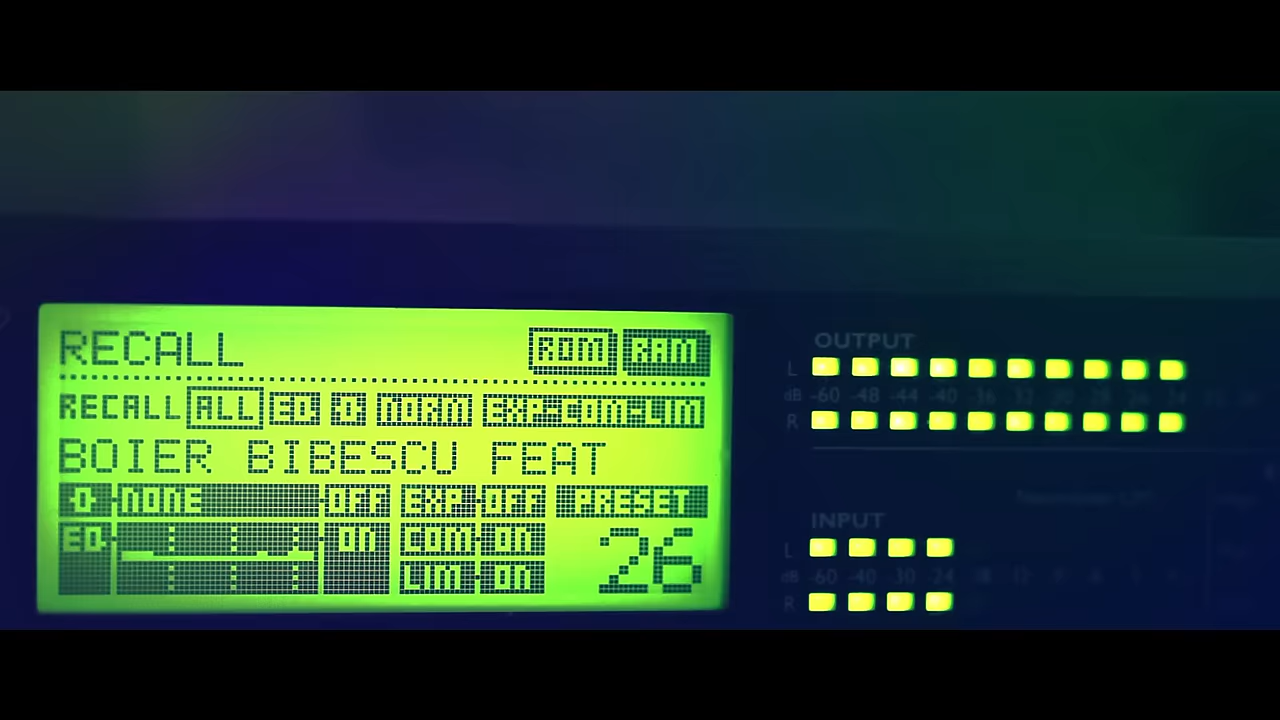 RECALL ROM RAM
RECALL ALL EQ -O- NORM EXP-COM-LIM
BOIER BIBESCU FEAT
-O- NONE OFF EXP OFF PRESET
EQ ON COM ON 26
LIM ON
OUTPUT
L
dB -60 -48 -44 -40 -36
R
INPUT
L
dB -60 -40 -30 -24
R